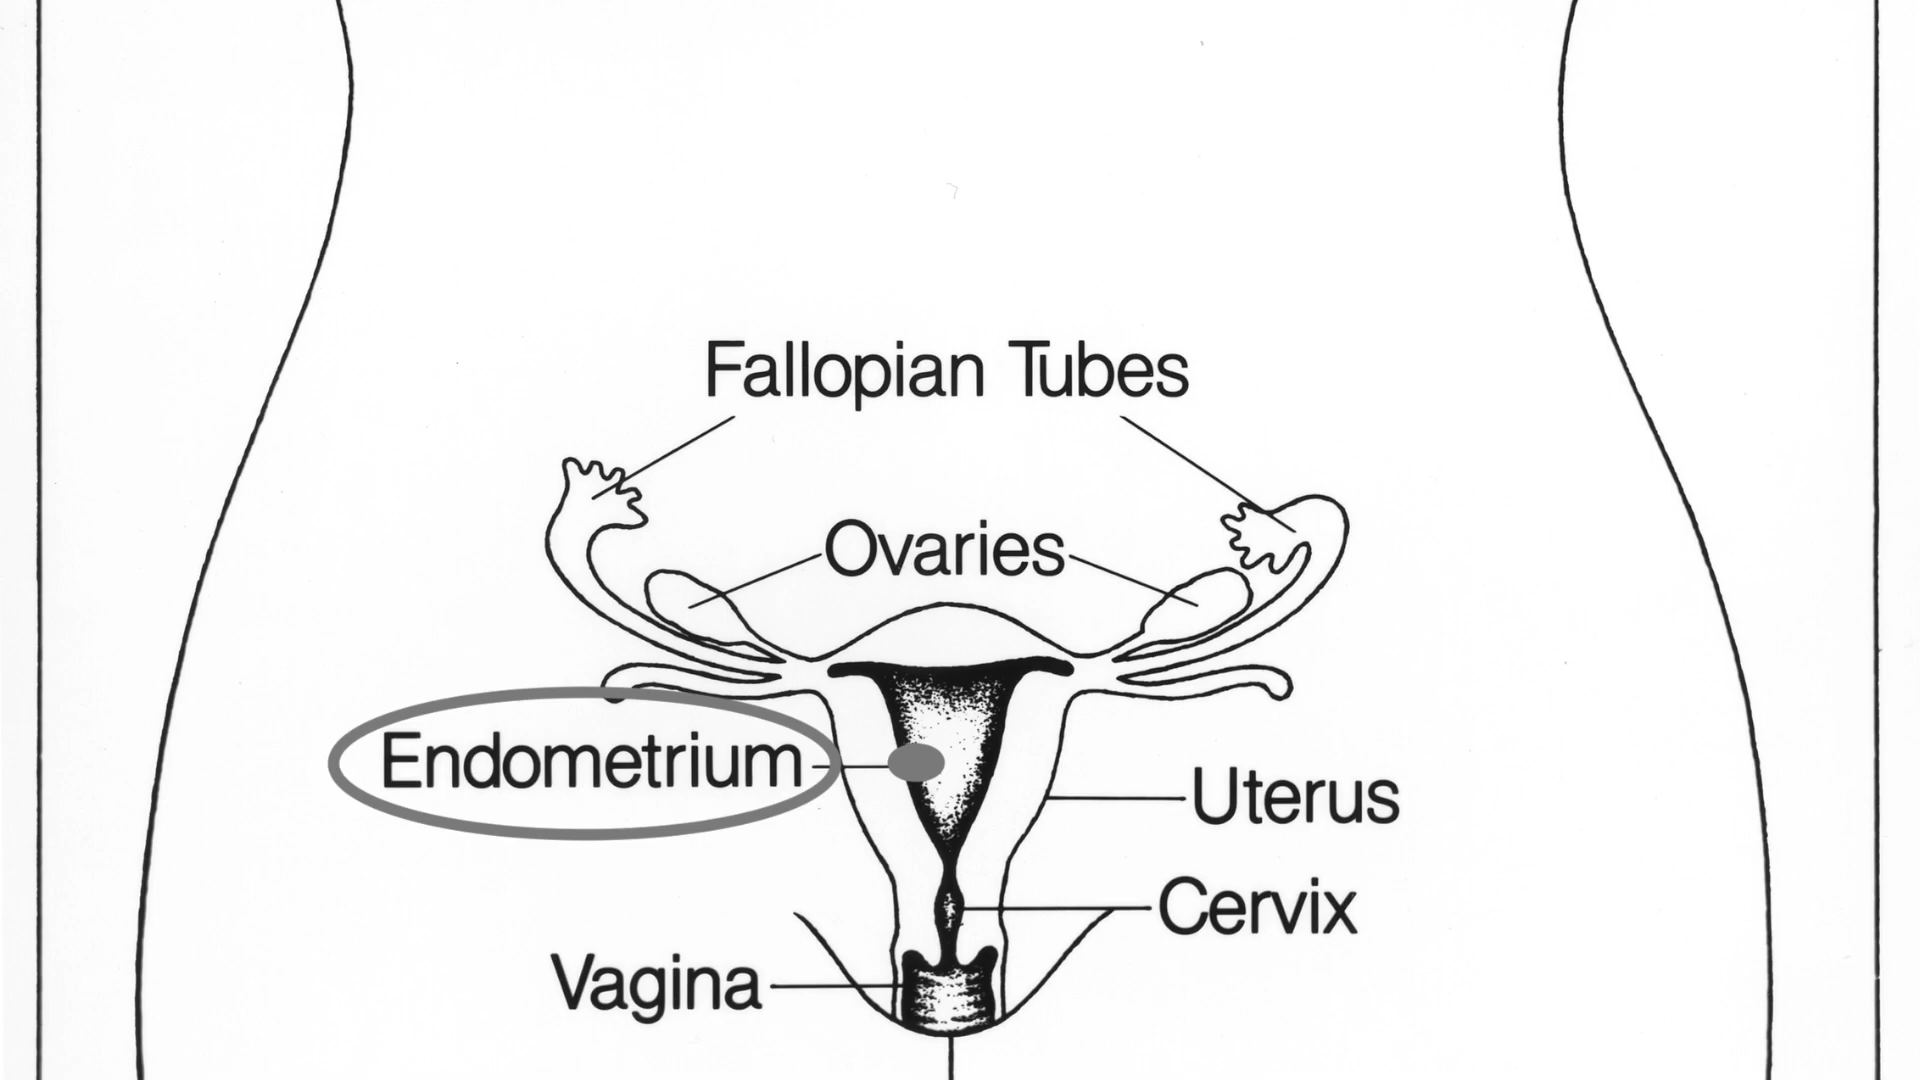 Fallopian Tubes
Ovaries
Endometrium
Uterus
Cervix
Vagina